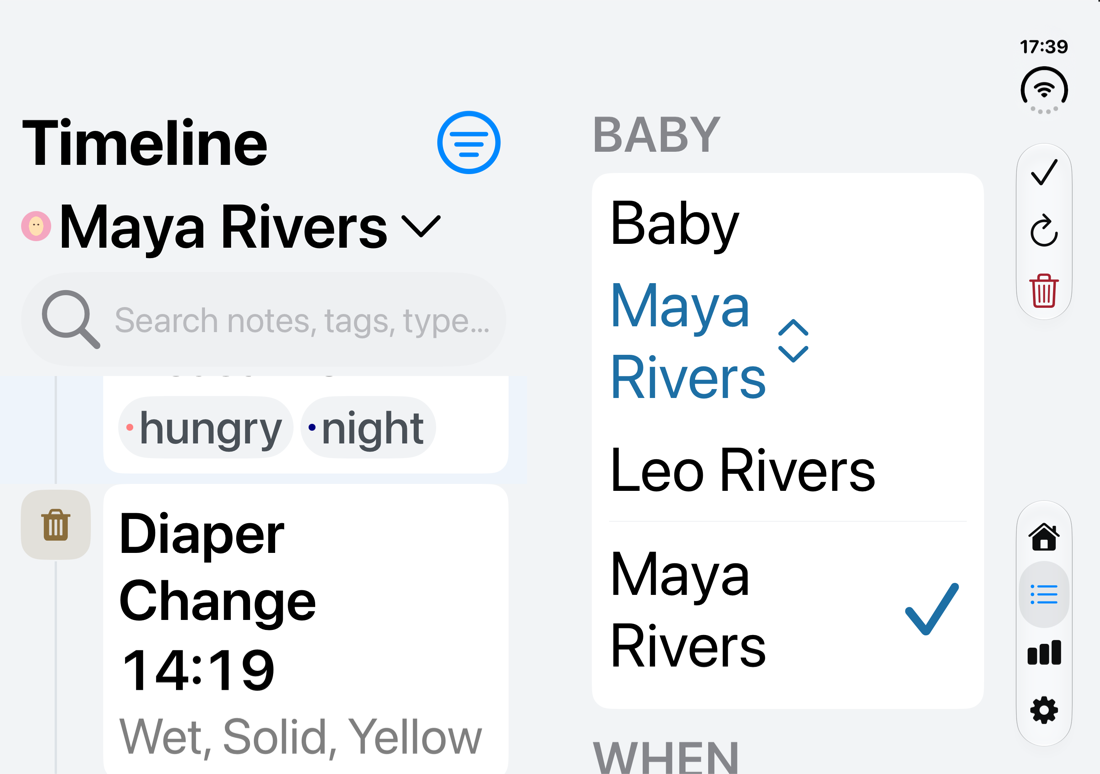 17:39
Timeline
Maya Rivers
Search notes, tags, type...
hungry
night
Diaper
Change
14:19
Wet, Solid, Yellow
BABY
Baby
Maya
Rivers
Leo Rivers
Maya
Rivers
WHEN